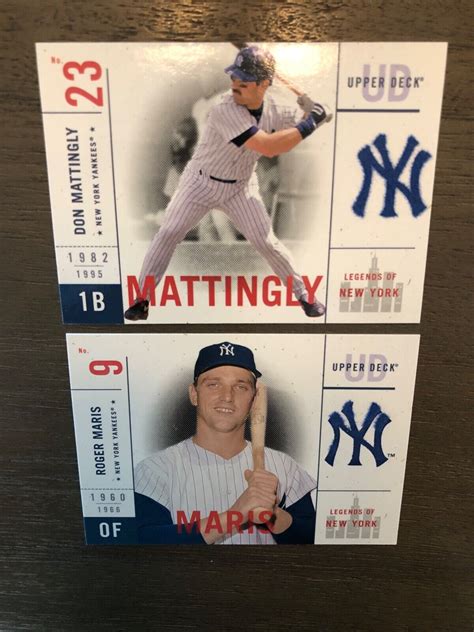 No.
23
DON MATTINGLY
NEW YORK YANKEES®
1982
1995
1B
MATTINGLY
UD
UPPER DECK®
NY
LEGENDS OF
NEW YORK
No.
9
ROGER MARIS
NEW YORK YANKEES®
1960
1966
OF
NY
MARIS
UD
UPPER DECK®
NY
TM
LEGENDS OF
NEW YORK